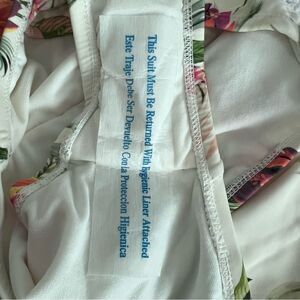 This Suit Must Be Returned With Hygienic Liner Attached
Este Traje Debe Ser Devuelto Con la Proteccion Higienica